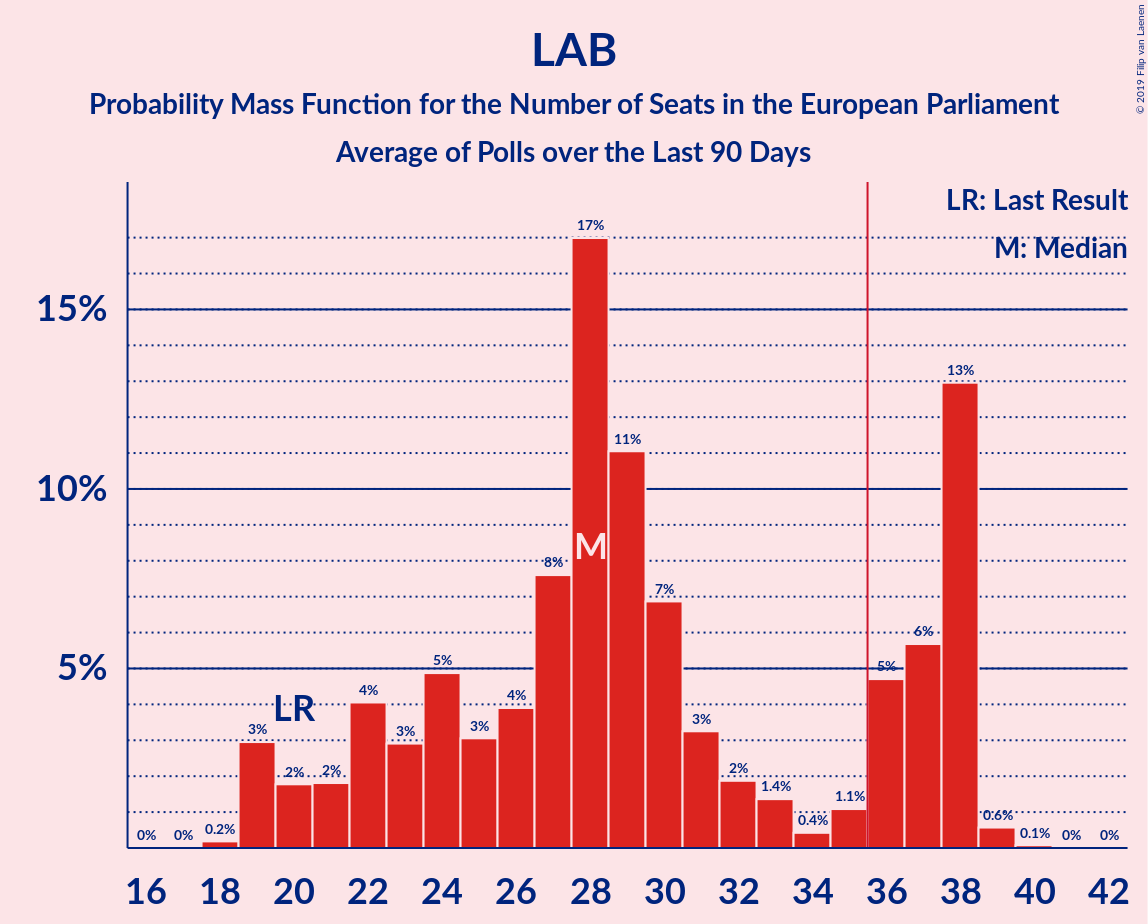 LAB
Probability Mass Function for the Number of Seats in the European Parliament
Average of Polls over the Last 90 Days
© 2019 Filip van Laenen
LR: Last Result
M: Median
15%
10%
5%
0% 0% 0.2% 3% 2% 2% 4% 3% 5% 3% 4% 8% 17% 11% 7% 3% 2% 1.4% 0.4% 1.1% 5% 6% 13% 0.6% 0.1% 0% 0%
LR
M
16 18 20 22 24 26 28 30 32 34 36 38 40 42